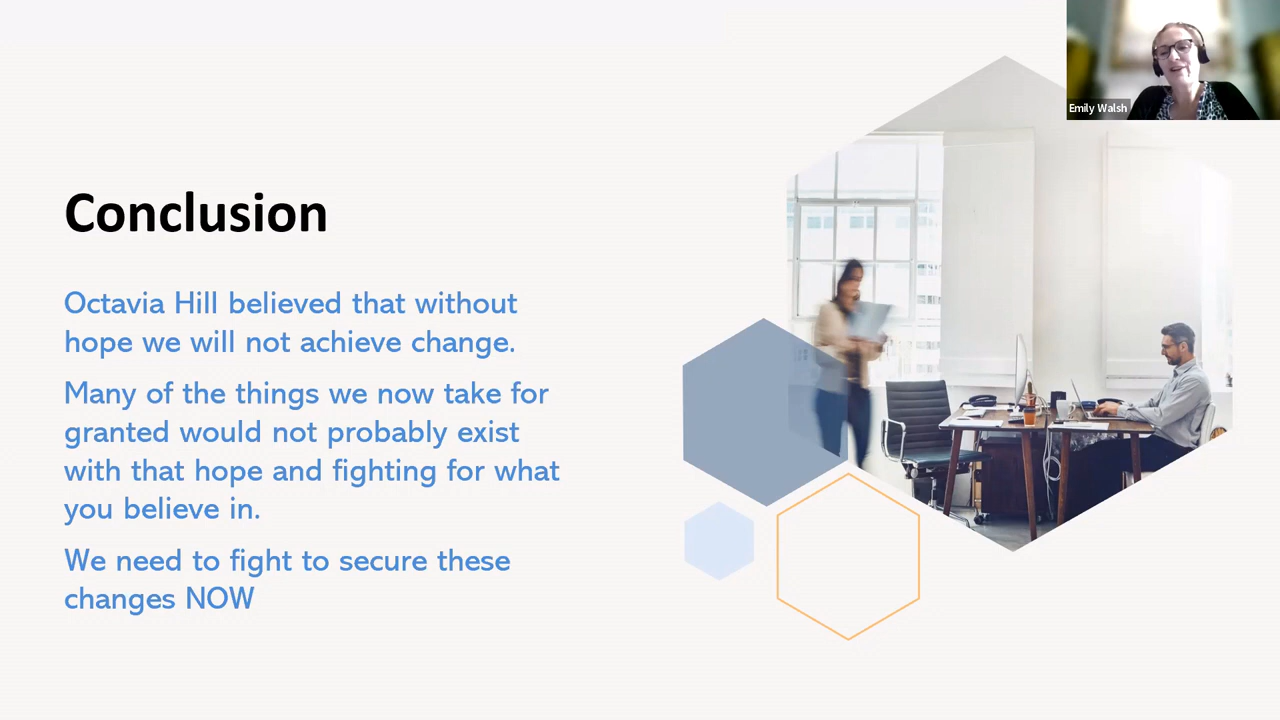 Emily Walsh
Conclusion
Octavia Hill believed that without
hope we will not achieve change.
Many of the things we now take for
granted would not probably exist
with that hope and fighting for what
you believe in.
We need to fight to secure these
changes NOW